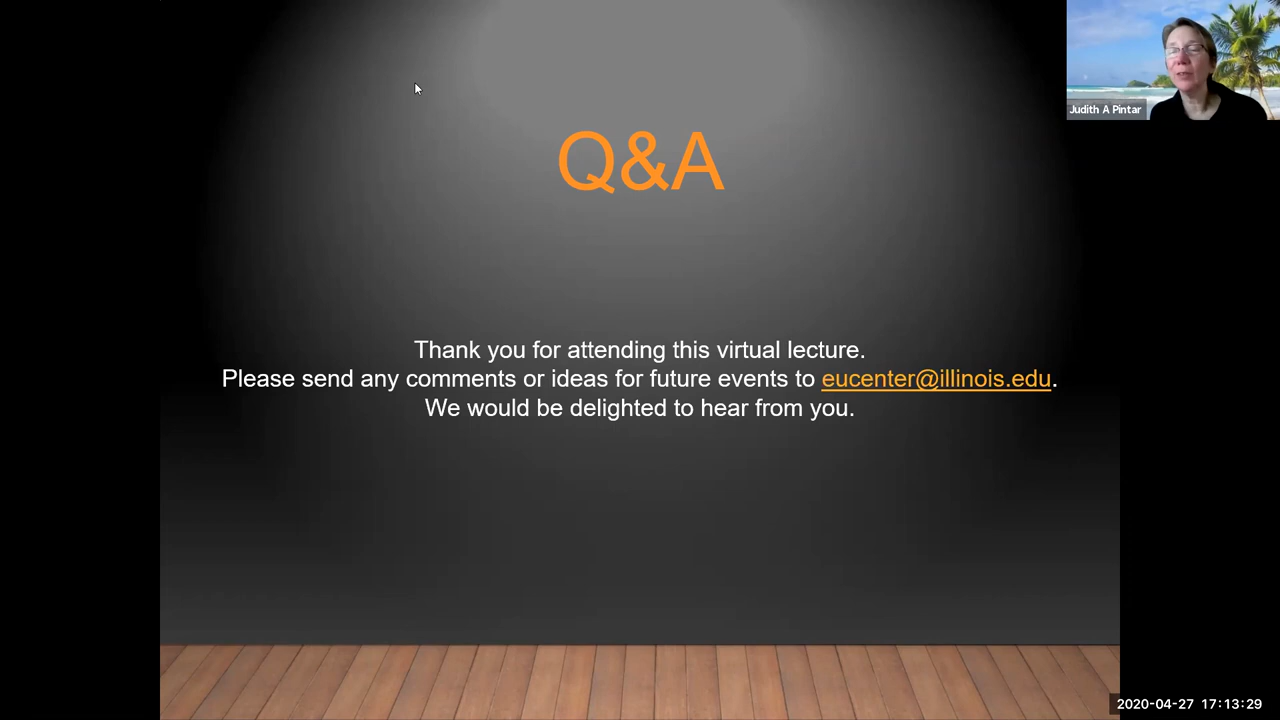 Judith A Pintar
Q&A
Thank you for attending this virtual lecture.
Please send any comments or ideas for future events to eucenter@illinois.edu.
We would be delighted to hear from you.
2020-04-27 17:13:29